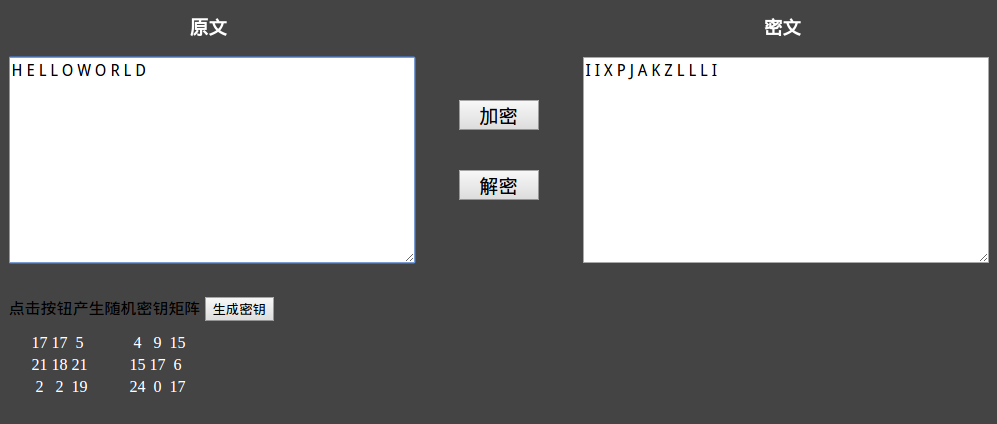 原文 密文
HELLOWORLD IIXPJAKZLLLI
加密
解密
点击按钮产生随机密钥矩阵 生成密钥
17 17 5 4 9 15
21 18 21 15 17 6
2 2 19 24 0 17